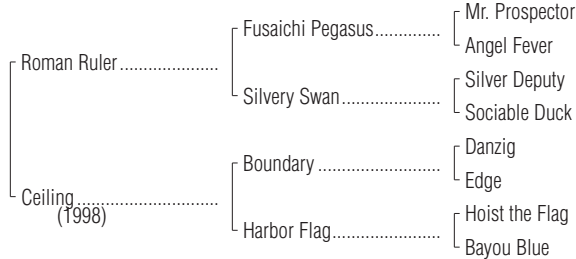 Mr. Prospector
Fusaichi Pegasus..............
Angel Fever
Roman Ruler.....................
Silver Deputy
Silvery Swan.....................
Sociable Duck
Danzig
Boundary ..........................
Edge
Ceiling..............................
(1998)
Hoist the Flag
Harbor Flag.......................
Bayou Blue